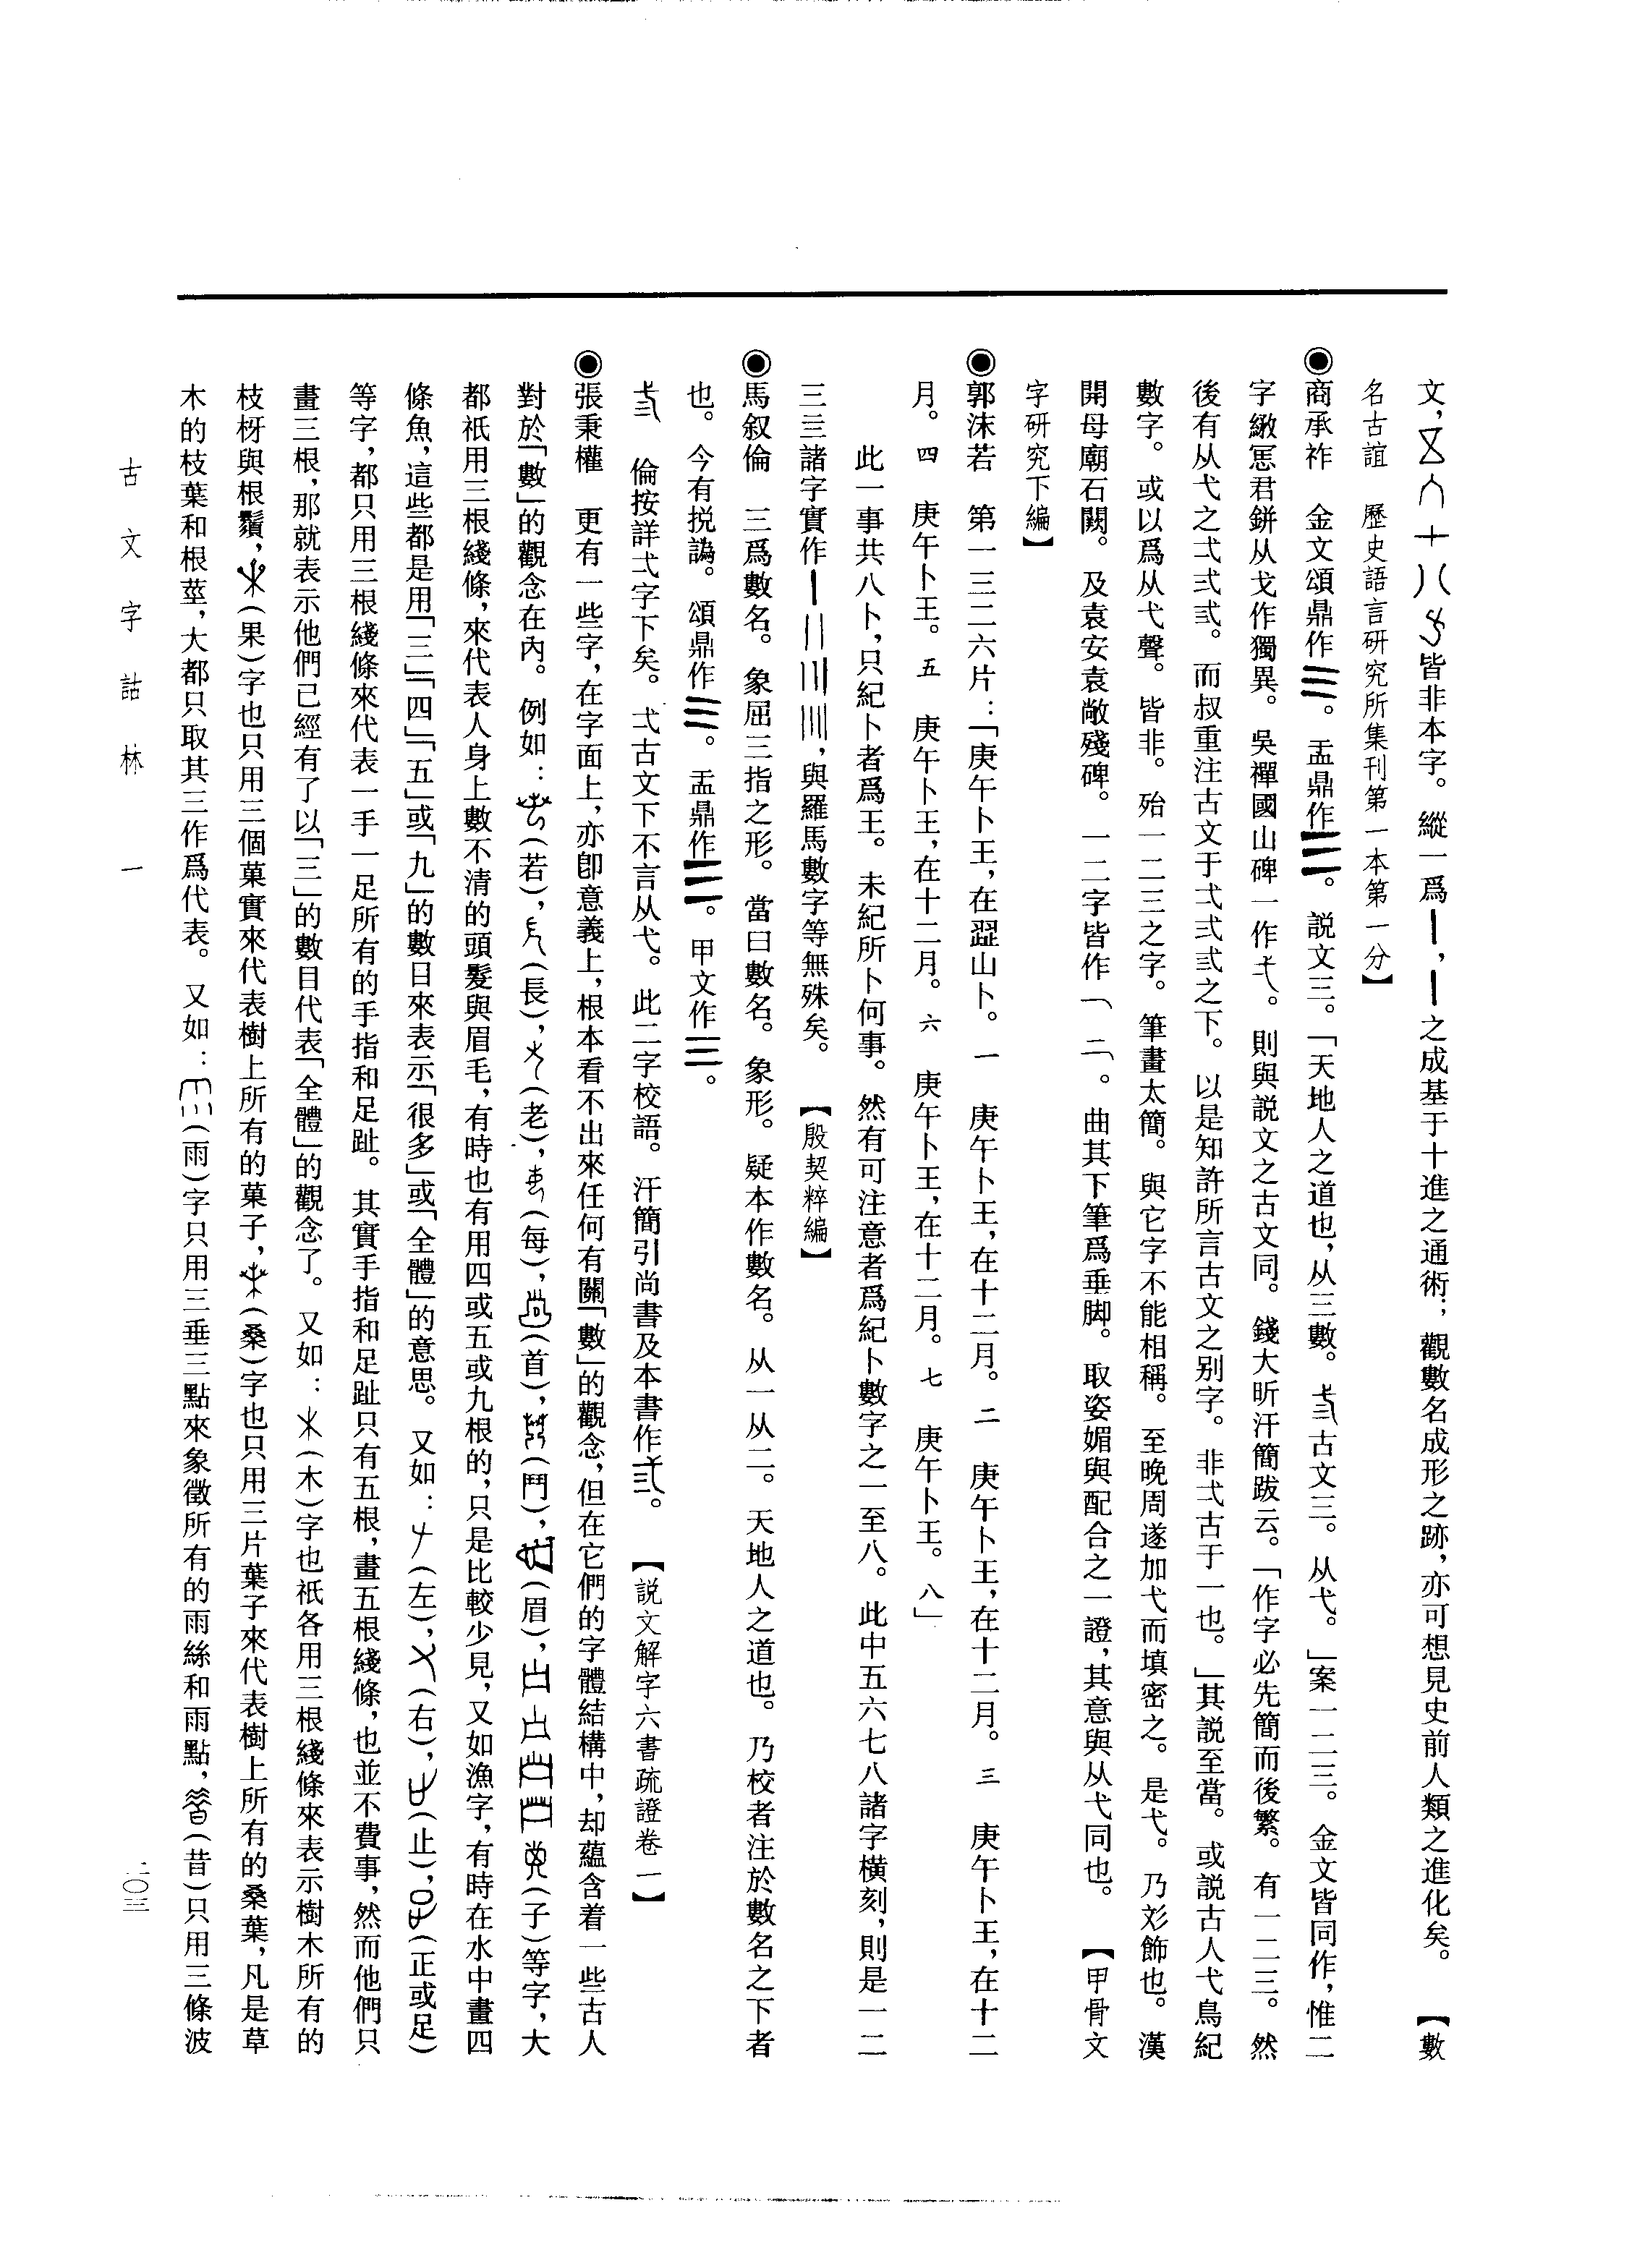 文，皆非本字。縱一爲丨，丨之成基于十進之通術；觀數名成形之跡，亦可想見史前人類之進化矣。　【數
名古誼　歷史語言研究所集刊第一本第一分】
◉商承祚　金文頌鼎作三。盂鼎作三。説文三。「天地人之道也，从三數。弎古文三。从弋。」案一二三。金文皆同作，惟二
字緻窓君鉼从戈作獨異。吳禪國山碑一作弌。則與説文之古文同。錢大昕汗簡跋云。「作字必先簡而後繁。有一二三。然
後有从弋之弌弍弎。而叔重注古文于弌弍弎之下。以是知許所言古文之别字。非弌古于一也。」其説至當。或説古人弋鳥紀
數字。或以爲从弋聲。皆非。殆一二三之字。筆畫太簡。與它字不能相稱。至晚周遂加弋而填密之。是弋。乃彣飾也。漢
開母廟石闕。及袁安袁敞殘碑。一二字皆作。曲其下筆爲垂脚。取姿媚與配合之一證，其意與从弋同也。　【甲骨文
字研究下編】
◉郭沫若　第一三二六片：「庚午卜王，在澀山卜。一　庚午卜王，在十二月。二　庚午卜王，在十二月。三　庚午卜王，在十二
月。四　庚午卜王。五　庚午卜王，在十二月。六　庚午卜王，在十二月。七　庚午卜王。八」
此一事共八卜，只紀卜者爲王。未紀所卜何事。然有可注意者爲紀卜數字之一至八。此中五六七八諸字橫刻，則是一二
三亖諸字實作丨〢〣〣丨，與羅馬數字等無殊矣。　【殷契粹編】
◉馬叙倫　三爲數名。象屈三指之形。當曰數名。象形。疑本作數名。从一从二。天地人之道也。乃校者注於數名之下者
也。今有挩譌。頌鼎作三。盂鼎作三。甲文作三。
弎　倫按詳弌字下矣。弌古文下不言从弋。此二字校語。汗簡引尚書及本書作弎。　【説文解字六書疏證卷一】
◉張秉權　更有一些字，在字面上，亦卽意義上，根本看不出來任何有關「數」的觀念，但在它們的字體結構中，却蘊含着一些古人
對於「數」的觀念在內。例如：（若），（長），（老），（每），（首），（鬥），（眉），（子）等字，大
都祇用三根綫條，來代表人身上數不清的頭髮與眉毛，有時也有用四或五或九根的，只是比較少見，又如漁字，有時在水中畫四
條魚，這些都是用「三」「四」「五」或「九」的數日來表示「很多」或「全體」的意思。又如：（左），（右），（止），（正或足）
等字，都只用三根綫條來代表一手一足所有的手指和足趾。其實手指和足趾只有五根，畫五根綫條，也並不費事，然而他們只
畫三根，那就表示他們已經有了以「三」的數目代表「全體」的觀念了。又如：（木）字也祇各用三根綫條來表示樹木所有的
枝枒與根鬚，（果）字也只用三個菓實來代表樹上所有的菓子，（桑）字也只用三片葉子來代表樹上所有的桑葉，凡是草
木的枝葉和根莖，大都只取其三作爲代表。又如：（雨）字只用三垂三點來象徵所有的雨絲和雨點，（昔）只用三條波
古文字詁林　一
二〇三